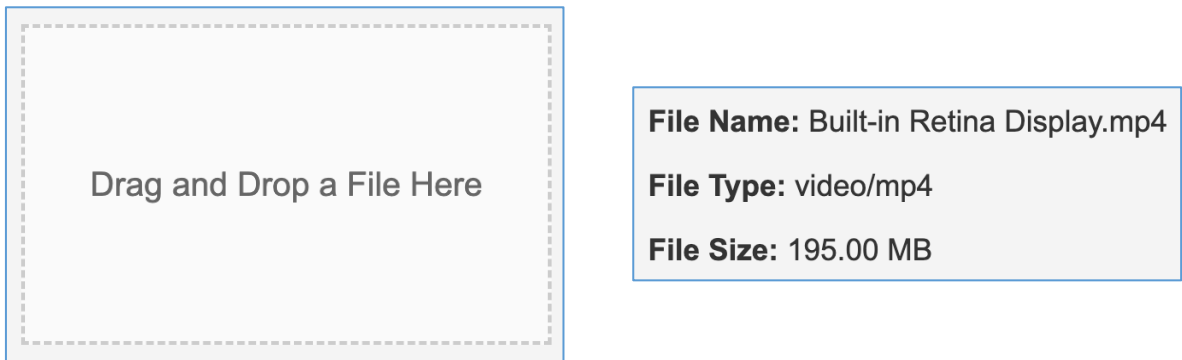 Drag and Drop a File Here
File Name: Built-in Retina Display.mp4
File Type: video/mp4
File Size: 195.00 MB